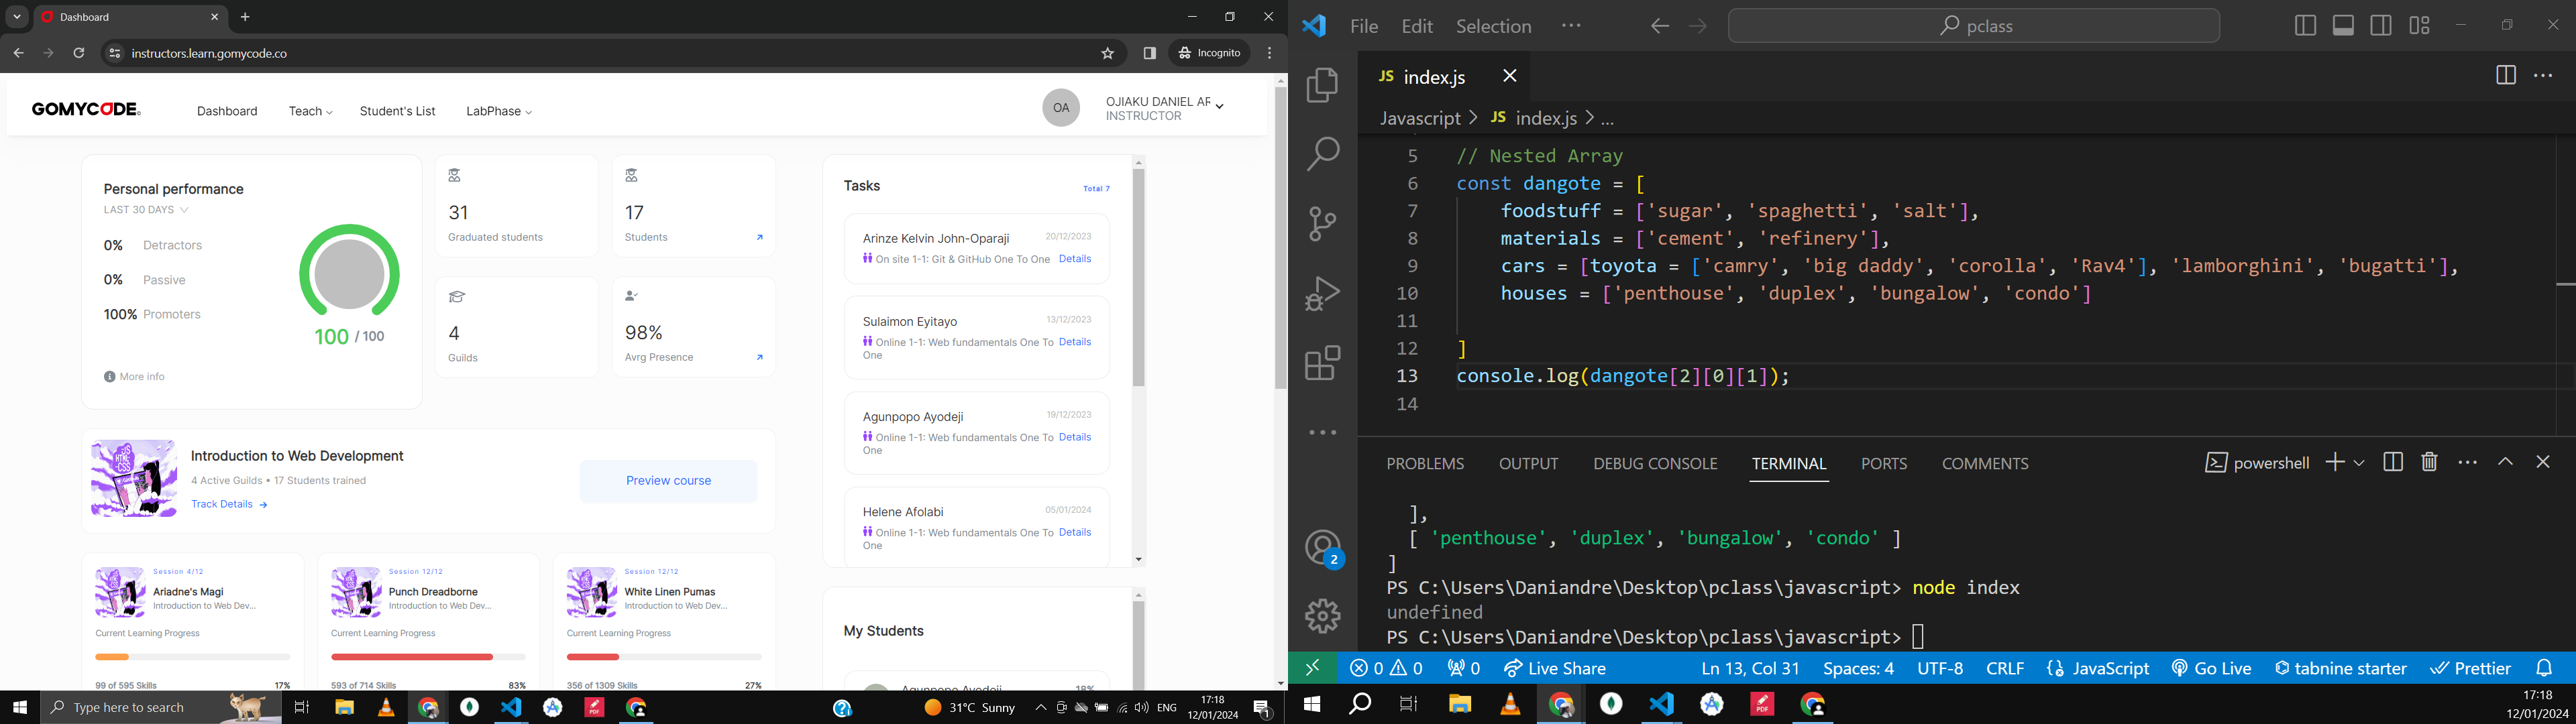 Dashboard
instructors.learn.gomycode.co
Incognito
GOMYCODE
Dashboard
Teach
Student's List
LabPhase
OA
OJIAKU DANIEL AR
INSTRUCTOR
Personal performance
LAST 30 DAYS
0% Detractors
0% Passive
100% Promoters
100 / 100
More info
31
Graduated students
17
Students
4
Guilds
98%
Avrg Presence
Introduction to Web Development
4 Active Guilds • 17 Students trained
Track Details →
Preview course
Session 4/12
Ariadne's Magi
Introduction to Web Dev...
Current Learning Progress
99 of 595 Skills 17%
Session 12/12
Punch Dreadborne
Introduction to Web Dev...
Current Learning Progress
593 of 714 Skills 83%
Session 12/12
White Linen Pumas
Introduction to Web Dev...
Current Learning Progress
356 of 1309 Skills 27%
Tasks
Total 7
Arinze Kelvin John-Oparaji 20/12/2023
On site 1-1: Git & GitHub One To One Details
Sulaimon Eyitayo 13/12/2023
Online 1-1: Web fundamentals One To Details
One
Agunpopo Ayodeji 19/12/2023
Online 1-1: Web fundamentals One To Details
One
Helene Afolabi 05/01/2024
Online 1-1: Web fundamentals One To Details
One
My Students
Agunpopo Ayodeji 18%
Type here to search
31°C Sunny
ENG
17:18
12/01/2024
1
File Edit Selection ...
pclass
JS index.js
Javascript > JS index.js > ...
5 // Nested Array
6 const dangote = [
7 foodstuff = ['sugar', 'spaghetti', 'salt'],
8 materials = ['cement', 'refinery'],
9 cars = [toyota = ['camry', 'big daddy', 'corolla', 'Rav4'], 'lamborghini', 'bugatti'],
10 houses = ['penthouse', 'duplex', 'bungalow', 'condo']
11
12 ]
13 console.log(dangote[2][0][1]);
14
PROBLEMS OUTPUT DEBUG CONSOLE TERMINAL PORTS COMMENTS
powershell
],
[ 'penthouse', 'duplex', 'bungalow', 'condo' ]
]
PS C:\Users\Daniandre\Desktop\pclass\javascript> node index
undefined
PS C:\Users\Daniandre\Desktop\pclass\javascript>
2
0 0 0 Live Share Ln 13, Col 31 Spaces: 4 UTF-8 CRLF {} JavaScript Go Live tabnine starter Prettier
17:18
12/01/2024